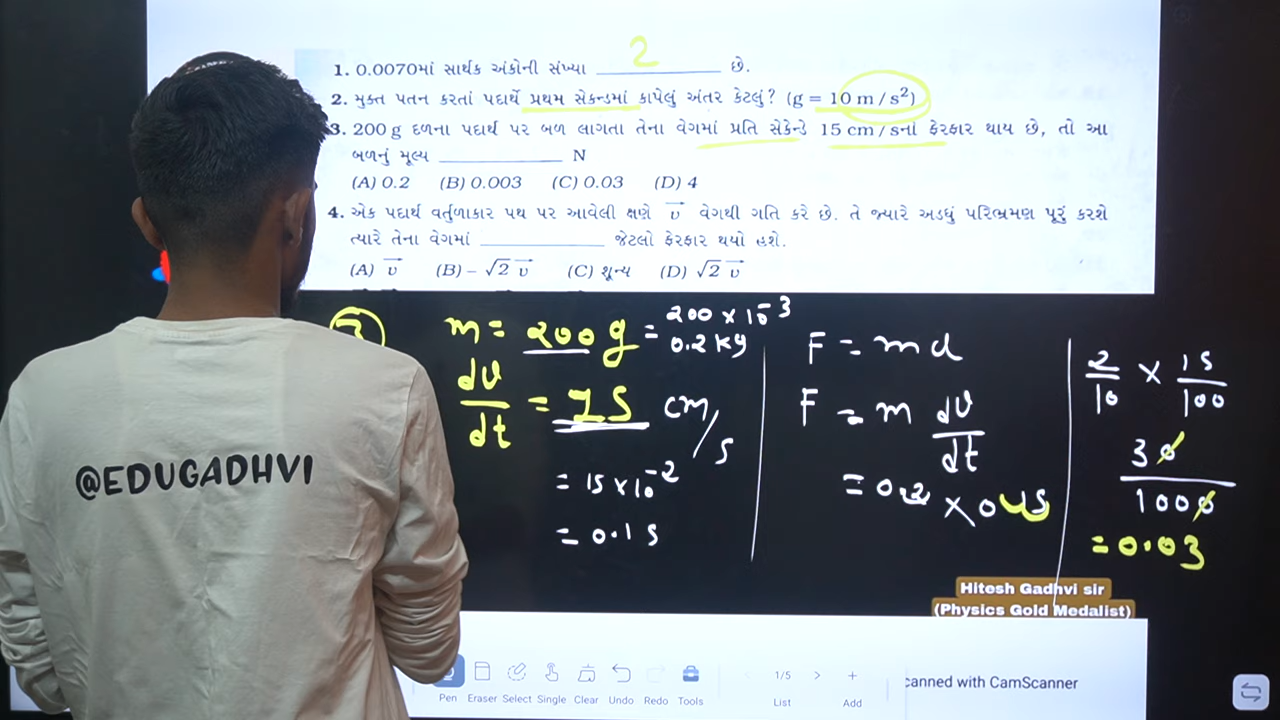 1. 0.0070માં સાર્થક અંકોની સંખ્યા ____________ છે.
2
2. મુક્ત પતન કરતાં પદાર્થે પ્રથમ સેકન્ડમાં કાપેલું અંતર કેટલું? (g = 10 m/s²)
3. 200 g દળના પદાર્થ પર બળ લાગતા તેના વેગમાં પ્રતિ સેકેન્ડે 15 cm/sનો ફેરફાર થાય છે, તો આ
બળનું મૂલ્ય ____________ N
(A) 0.2 (B) 0.003 (C) 0.03 (D) 4
4. એક પદાર્થ વર્તુળાકાર પથ પર આવેલી ક્ષણે v⃗ વેગથી ગતિ કરે છે. તે જ્યારે અડધું પરિભ્રમણ પૂરું કરશે
ત્યારે તેના વેગમાં ____________ જેટલો ફેરફાર થયો હશે.
(A) v⃗ (B) – √2 v⃗ (C) શૂન્ય (D) √2 v⃗
m = 200 g = 200 × 10⁻³
0.2 kg
dv/dt = 15 cm/s
= 15 × 10⁻²
= 0.15
F = ma
F = m dv/dt
= 0.2 × 0.15
2/10 × 15/100
30/1000
= 0.03
@EDUGADHVI
Hitesh Gadhvi sir
(Physics Gold Medalist)
Pen Eraser Select Single Clear Undo Redo Tools
1/5
List
Add
canned with CamScanner